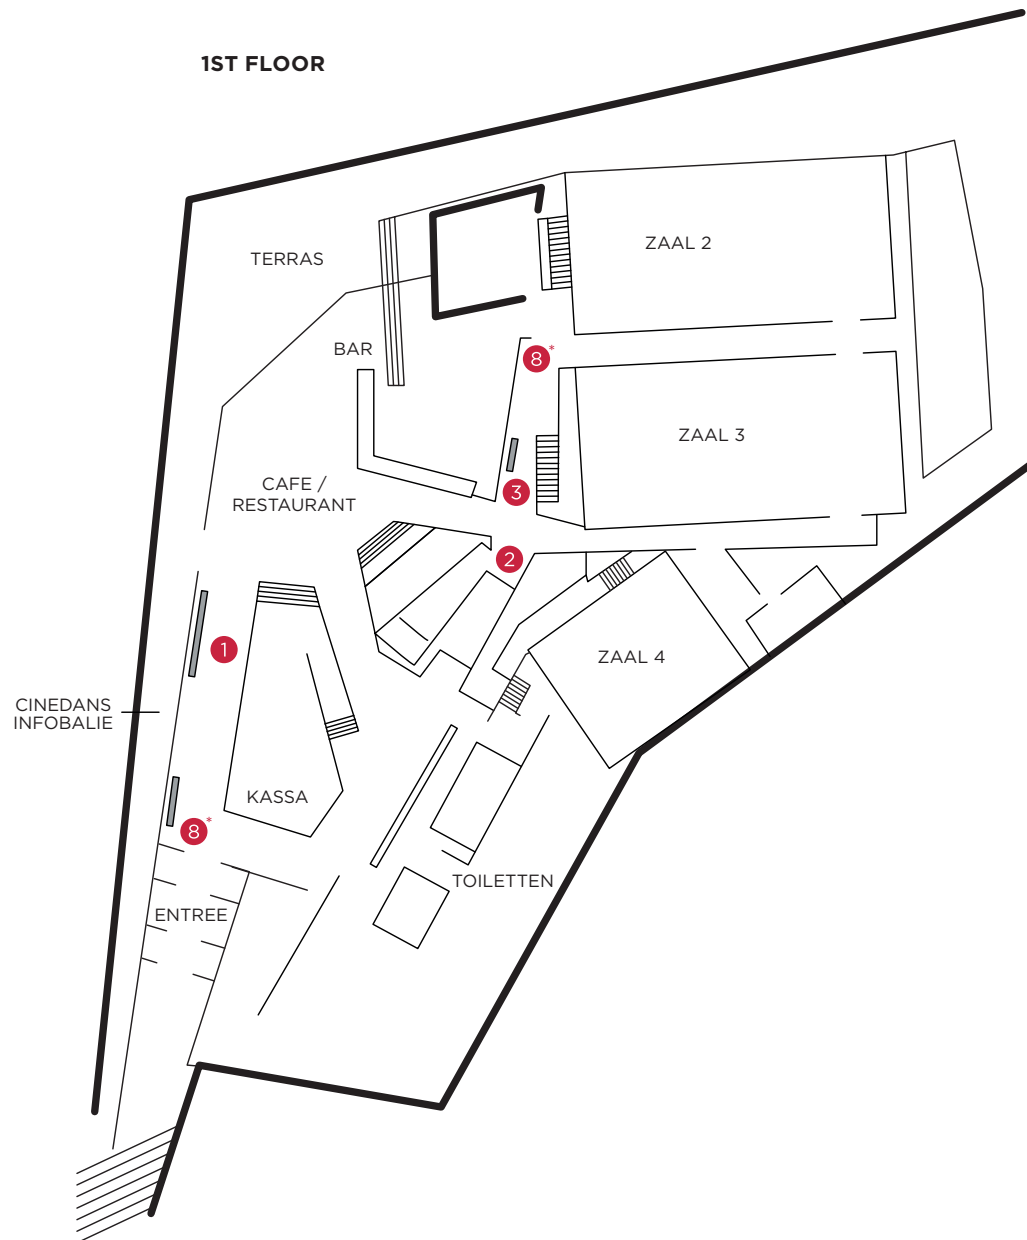 1ST FLOOR
TERRAS
ZAAL 2
BAR
8*
ZAAL 3
CAFE /
RESTAURANT
3
2
1
ZAAL 4
CINEDANS
INFOBALIE
KASSA
8*
TOILETTEN
ENTREE